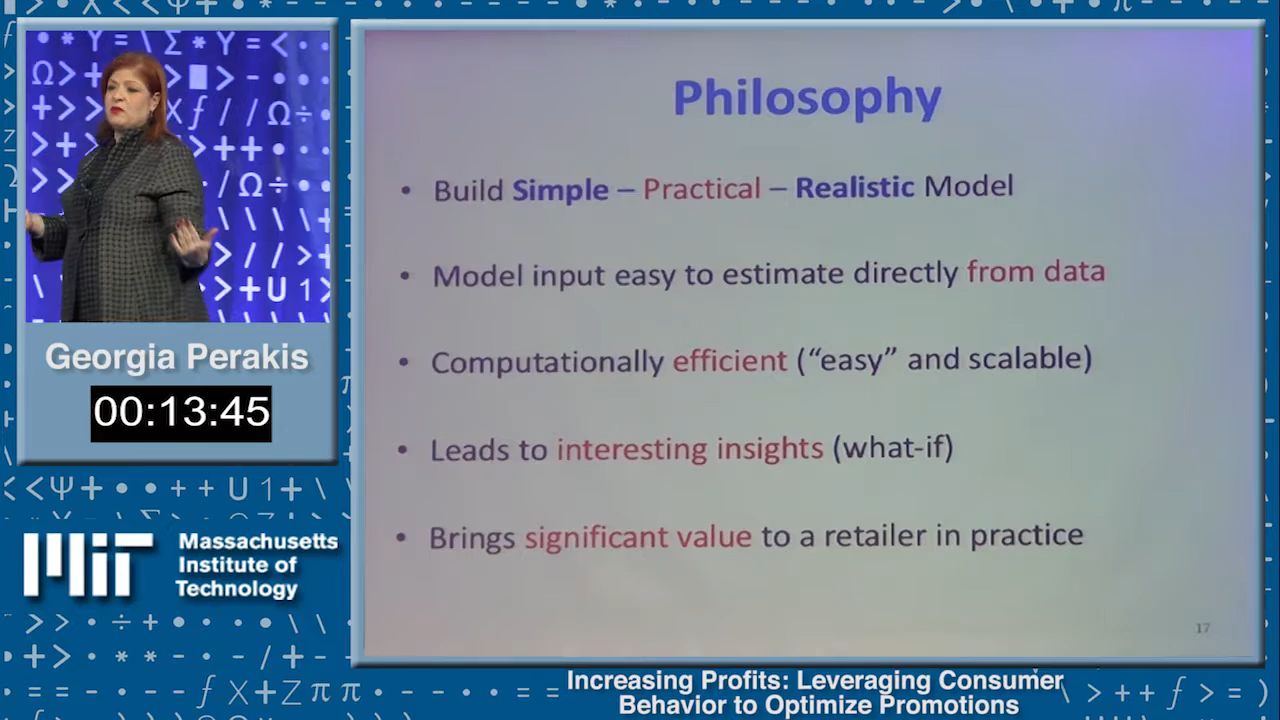 Philosophy
• Build Simple – Practical – Realistic Model
• Model input easy to estimate directly from data
• Computationally efficient (“easy” and scalable)
• Leads to interesting insights (what-if)
• Brings significant value to a retailer in practice
17
Georgia Perakis
00:13:45
MIT
Massachusetts
Institute of
Technology
Increasing Profits: Leveraging Consumer
Behavior to Optimize Promotions